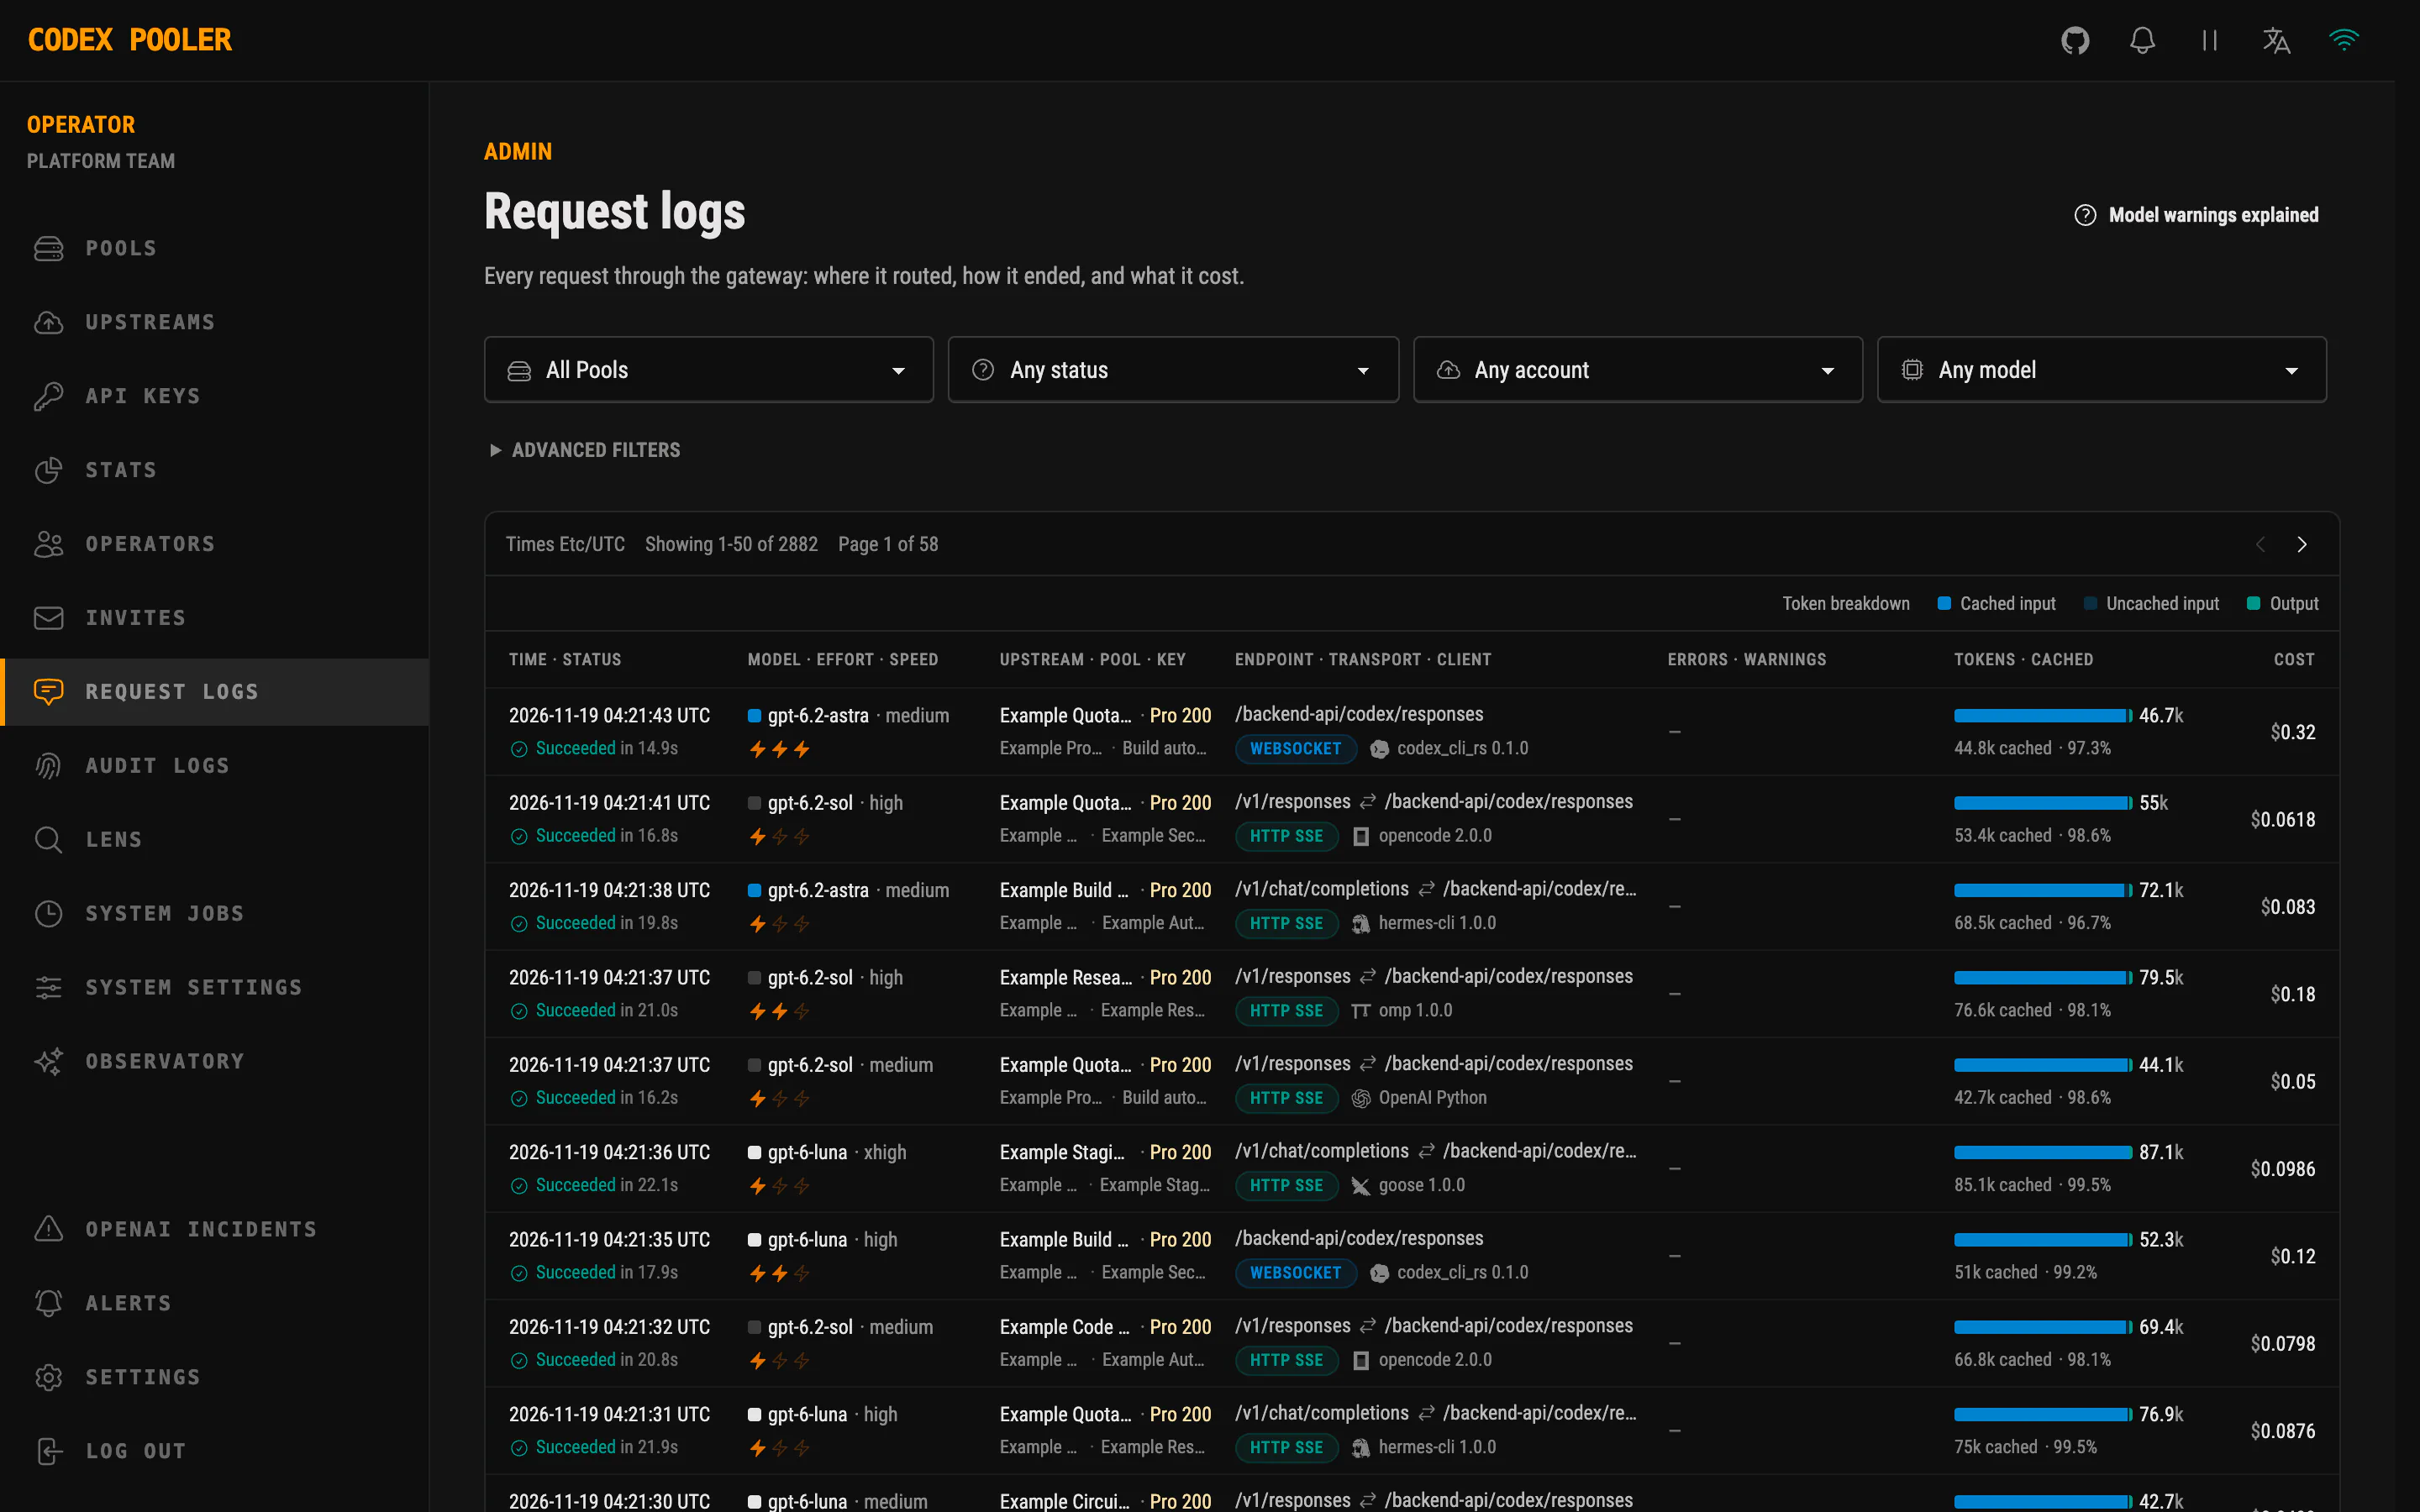 CODEX POOLER
OPERATOR
PLATFORM TEAM
POOLS
UPSTREAMS
API KEYS
STATS
OPERATORS
INVITES
REQUEST LOGS
AUDIT LOGS
LENS
SYSTEM JOBS
SYSTEM SETTINGS
OBSERVATORY
OPENAI INCIDENTS
ALERTS
SETTINGS
LOG OUT
ADMIN
Request logs
Model warnings explained
Every request through the gateway: where it routed, how it ended, and what it cost.
All Pools Any status Any account Any model
ADVANCED FILTERS
Times Etc/UTC Showing 1-50 of 2882 Page 1 of 58
Token breakdown Cached input Uncached input Output
TIME · STATUS MODEL · EFFORT · SPEED UPSTREAM · POOL · KEY ENDPOINT · TRANSPORT · CLIENT ERRORS · WARNINGS TOKENS · CACHED COST
2026-11-19 04:21:43 UTC gpt-6.2-astra · medium Example Quota... · Pro 200 /backend-api/codex/responses – 46.7k $0.32
Succeeded in 14.9s Example Pro... · Build auto... WEBSOCKET codex_cli_rs 0.1.0 44.8k cached · 97.3%
2026-11-19 04:21:41 UTC gpt-6.2-sol · high Example Quota... · Pro 200 /v1/responses ⇄ /backend-api/codex/responses – 55k $0.0618
Succeeded in 16.8s Example ... · Example Sec... HTTP SSE opencode 2.0.0 53.4k cached · 98.6%
2026-11-19 04:21:38 UTC gpt-6.2-astra · medium Example Build ... · Pro 200 /v1/chat/completions ⇄ /backend-api/codex/re... – 72.1k $0.083
Succeeded in 19.8s Example ... · Example Aut... HTTP SSE hermes-cli 1.0.0 68.5k cached · 96.7%
2026-11-19 04:21:37 UTC gpt-6.2-sol · high Example Resea... · Pro 200 /v1/responses ⇄ /backend-api/codex/responses – 79.5k $0.18
Succeeded in 21.0s Example ... · Example Res... HTTP SSE omp 1.0.0 76.6k cached · 98.1%
2026-11-19 04:21:37 UTC gpt-6.2-sol · medium Example Quota... · Pro 200 /v1/responses ⇄ /backend-api/codex/responses – 44.1k $0.05
Succeeded in 16.2s Example Pro... · Build auto... HTTP SSE OpenAI Python 42.7k cached · 98.6%
2026-11-19 04:21:36 UTC gpt-6-luna · xhigh Example Stagi... · Pro 200 /v1/chat/completions ⇄ /backend-api/codex/re... – 87.1k $0.0986
Succeeded in 22.1s Example ... · Example Stag... HTTP SSE goose 1.0.0 85.1k cached · 99.5%
2026-11-19 04:21:35 UTC gpt-6-luna · high Example Build ... · Pro 200 /backend-api/codex/responses – 52.3k $0.12
Succeeded in 17.9s Example ... · Example Sec... WEBSOCKET codex_cli_rs 0.1.0 51k cached · 99.2%
2026-11-19 04:21:32 UTC gpt-6.2-sol · medium Example Code ... · Pro 200 /v1/responses ⇄ /backend-api/codex/responses – 69.4k $0.0798
Succeeded in 20.8s Example ... · Example Aut... HTTP SSE opencode 2.0.0 66.8k cached · 98.1%
2026-11-19 04:21:31 UTC gpt-6-luna · high Example Quota... · Pro 200 /v1/chat/completions ⇄ /backend-api/codex/re... – 76.9k $0.0876
Succeeded in 21.9s Example ... · Example Res... HTTP SSE hermes-cli 1.0.0 75k cached · 99.5%
2026-11-19 04:21:30 UTC gpt-6-luna · medium Example Circui... · Pro 200 /v1/responses ⇄ /backend-api/codex/responses 42.7k